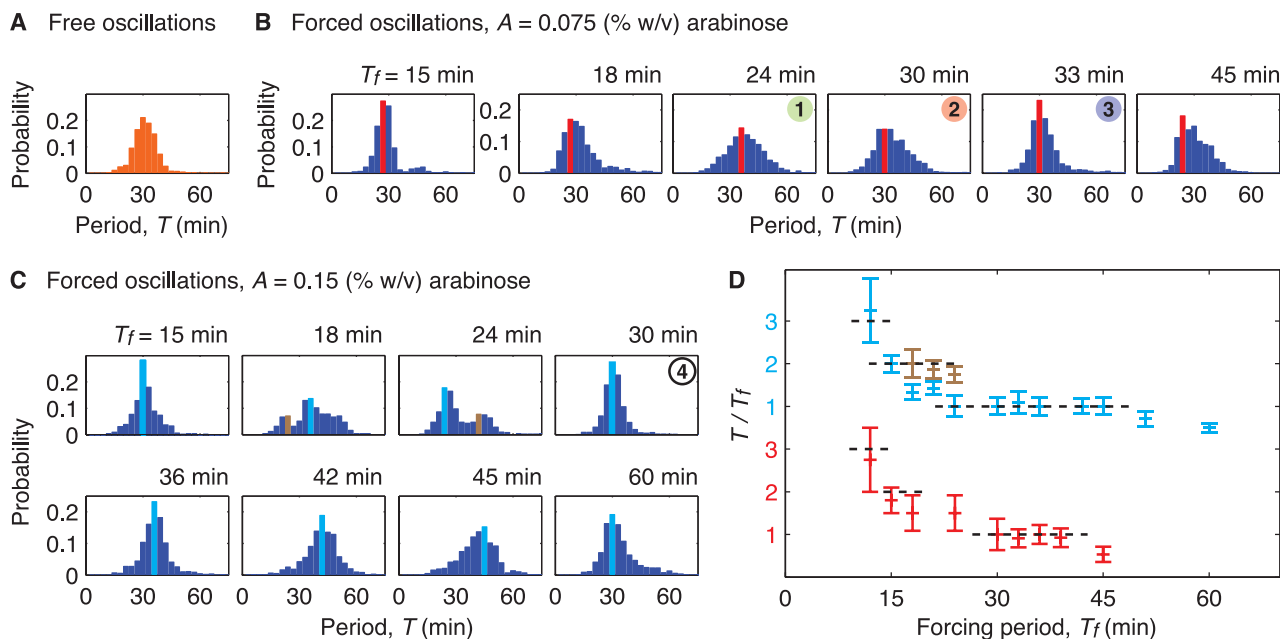 A Free oscillations
B Forced oscillations, A = 0.075 (% w/v) arabinose
Tf = 15 min 18 min 24 min 30 min 33 min 45 min
1 2 3
Probability
0.2
0.1
0
0 30 60
Period, T (min)
Probability
0.2
0.1
0
0 30 60 0 30 60 0 30 60 0 30 60 0 30 60 0 30 60
Period, T (min)
C Forced oscillations, A = 0.15 (% w/v) arabinose
Tf = 15 min 18 min 24 min 30 min
4
0.2
0.1
0
36 min 42 min 45 min 60 min
Probability
0.2
0.1
0
0 30 60 0 30 60 0 30 60 0 30 60
Period, T (min)
D
T / Tf
3
2
1
3
2
1
0 15 30 45 60
Forcing period, Tf (min)